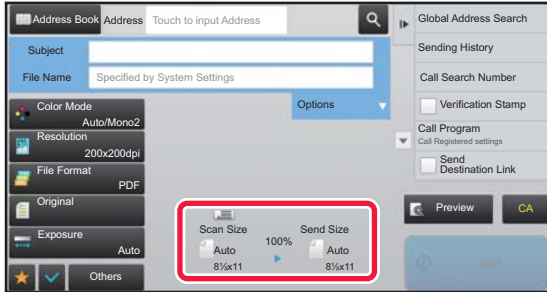 Address Book Address Touch to input Address
Subject
File Name Specified by System Settings
Options
Color Mode
Auto/Mono2
Resolution
200x200dpi
File Format
PDF
Original
Exposure
Auto
Others
Scan Size
Auto
8½x11
100%
Send Size
Auto
8½x11
Global Address Search
Sending History
Call Search Number
Verification Stamp
Call Program
Call Registered settings
Send
Destination Link
Preview
CA
Start